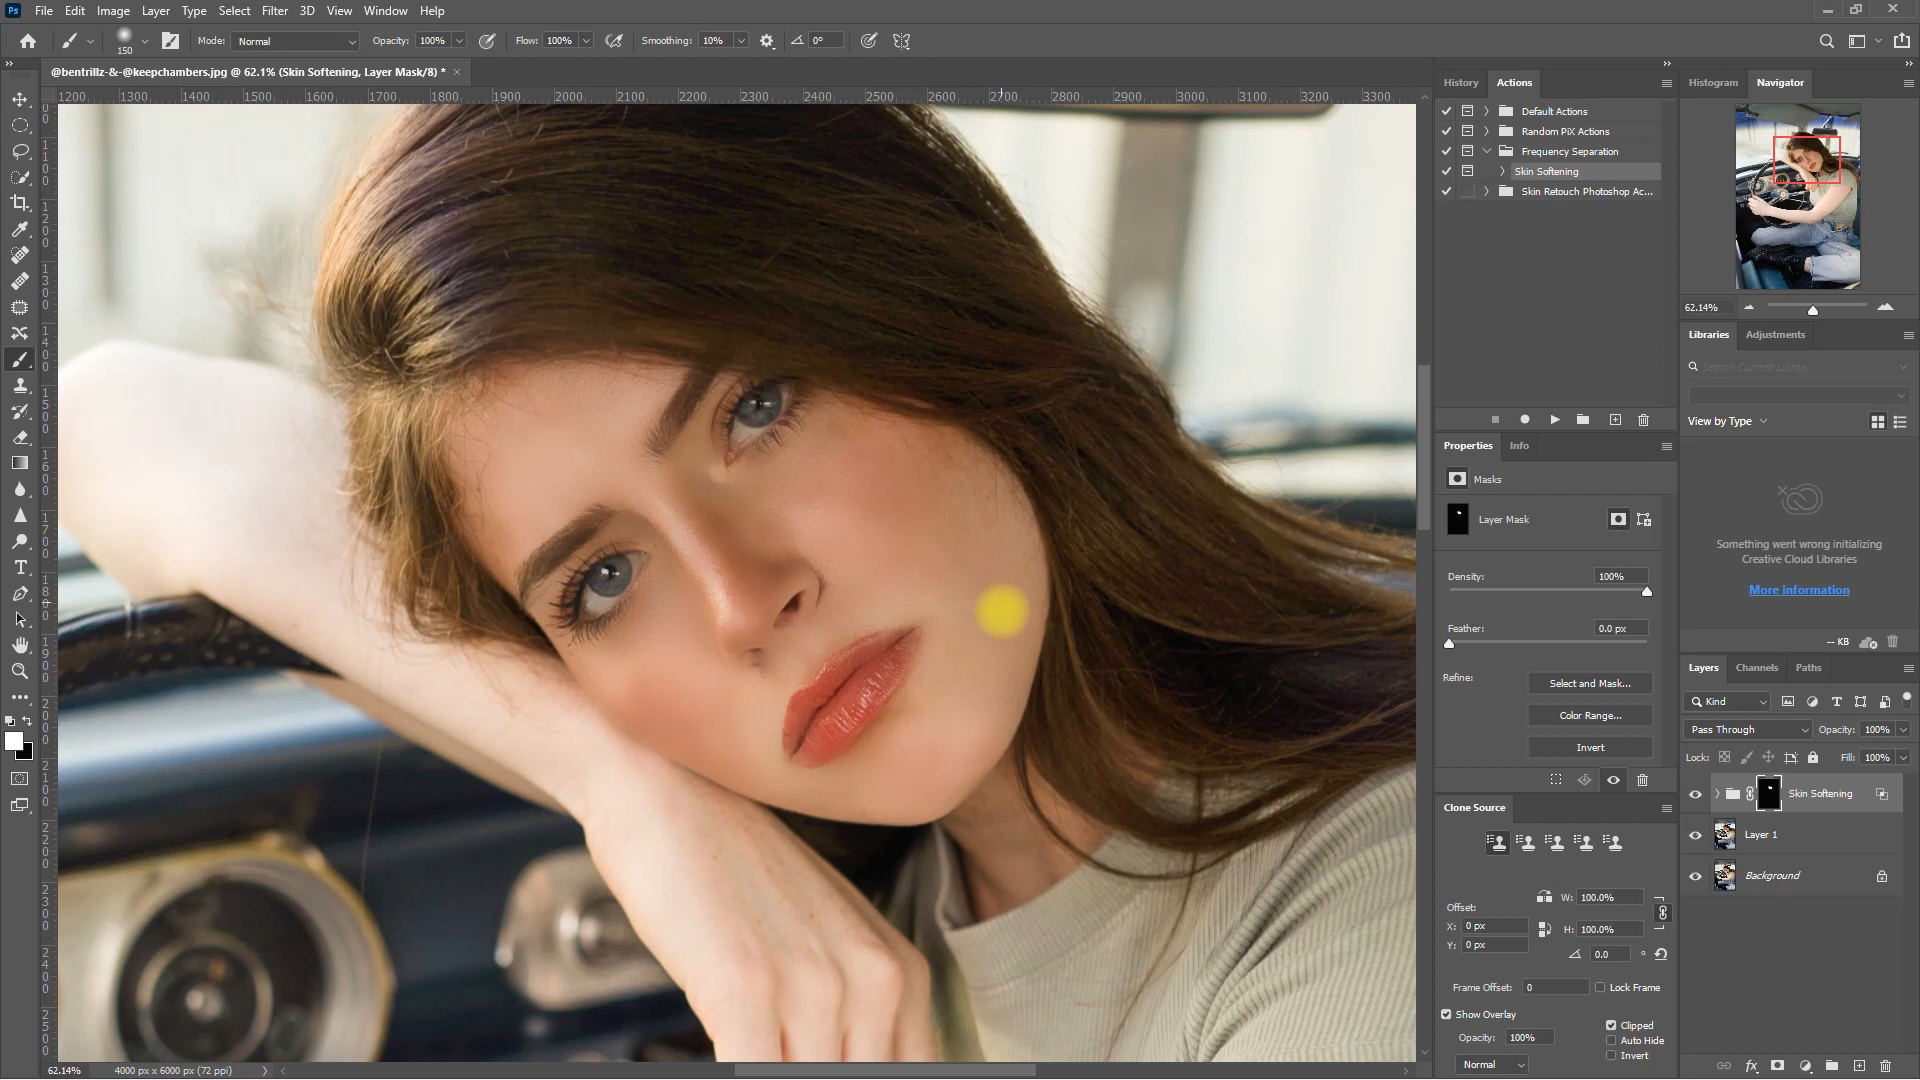 Ps File Edit Image Layer Type Select Filter 3D View Window Help
150 Mode: Normal Opacity: 100% Flow: 100% Smoothing: 10% 0°
@bentrillz-&-@keepchambers.jpg @ 62.1% (Skin Softening, Layer Mask/8) * ×
1200 1300 1400 1500 1600 1700 1800 1900 2000 2100 2200 2300 2400 2500 2600 2700 2800 2900 3000 3100 3200 3300
History Actions
Default Actions
Random PiX Actions
Frequency Separation
Skin Softening
Skin Retouch Photoshop Ac...
Properties Info
Masks
Layer Mask
Density: 100%
Feather: 0.0 px
Refine: Select and Mask...
Color Range...
Invert
Clone Source
W: 100.0%
Offset:
X: 0 px H: 100.0%
Y: 0 px 0.0 °
Frame Offset: 0 Lock Frame
Show Overlay
Opacity: 100% Clipped
Auto Hide
Normal Invert
Histogram Navigator
62.14%
Libraries Adjustments
Search Current Library
View by Type
Something went wrong initializing
Creative Cloud Libraries
More information
-- KB
Layers Channels Paths
Kind
Pass Through Opacity: 100%
Lock: Fill: 100%
Skin Softening
Layer 1
Background
62.14% 4000 px x 6000 px (72 ppi)